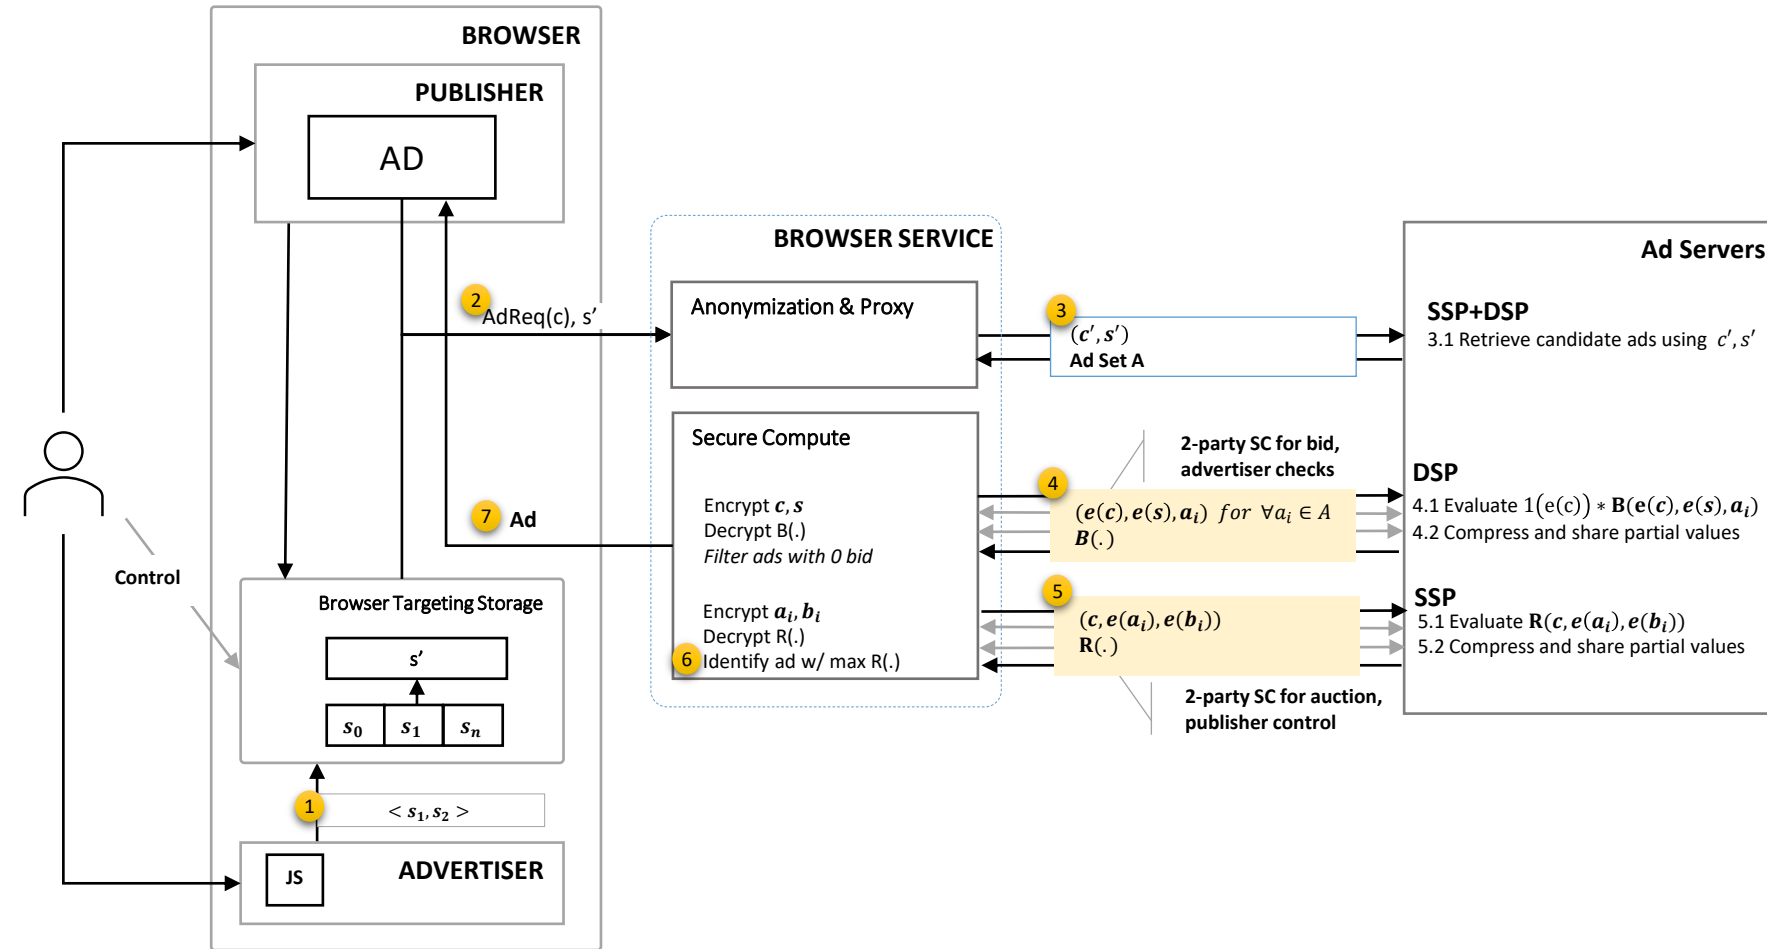 BROWSER
PUBLISHER
AD
2
AdReq(c), s′
7
Ad
Control
Browser Targeting Storage
s′
s₀ s₁ sₙ
1
< s₁, s₂ >
JS
ADVERTISER
BROWSER SERVICE
Anonymization & Proxy
Secure Compute
Encrypt c, s
Decrypt B(.)
Filter ads with 0 bid
Encrypt aᵢ, bᵢ
Decrypt R(.)
6
Identify ad w/ max R(.)
3
(c′, s′)
Ad Set A
2-party SC for bid,
advertiser checks
4
(e(c), e(s), aᵢ) for ∀aᵢ ∈ A
B(.)
5
(c, e(aᵢ), e(bᵢ))
R(.)
2-party SC for auction,
publisher control
Ad Servers
SSP+DSP
3.1 Retrieve candidate ads using c′, s′
DSP
4.1 Evaluate 1(e(c)) * B(e(c), e(s), aᵢ)
4.2 Compress and share partial values
SSP
5.1 Evaluate R(c, e(aᵢ), e(bᵢ))
5.2 Compress and share partial values